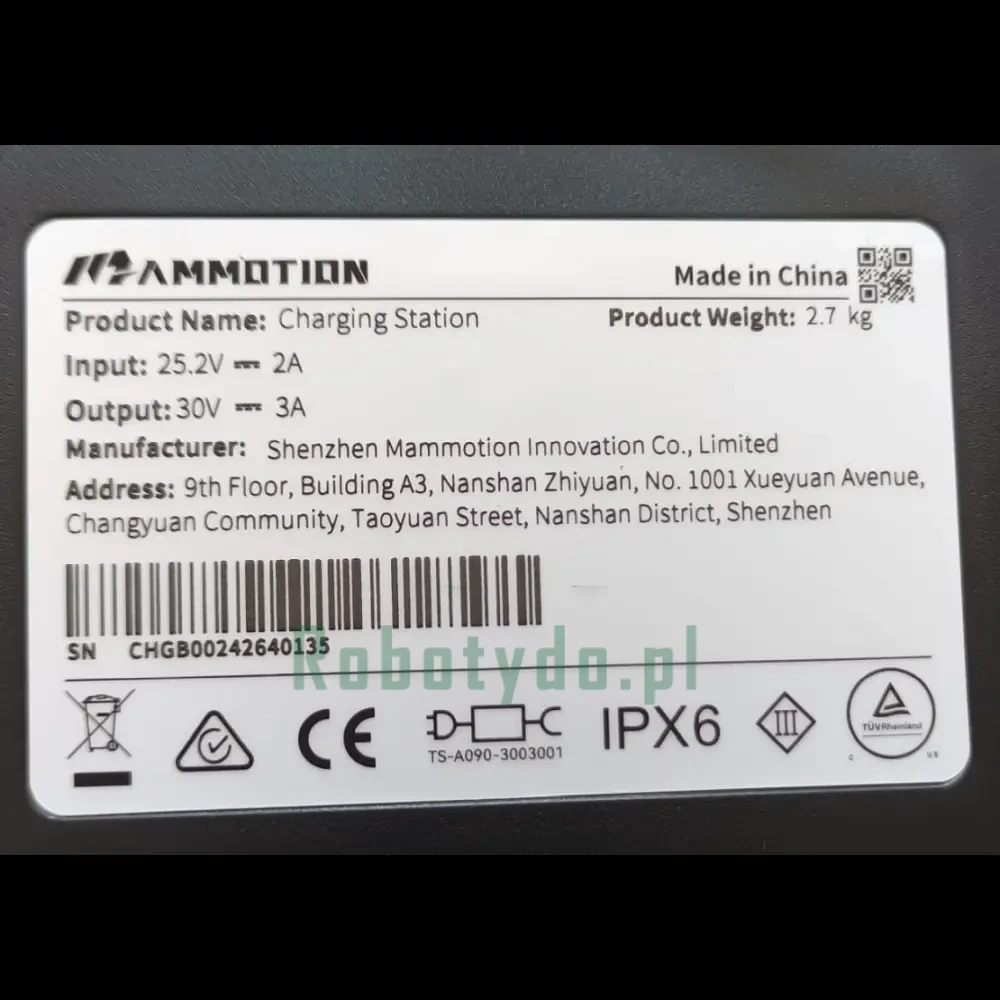 MAMMOTION
Made in China
Product Name: Charging Station
Product Weight: 2.7 kg
Input: 25.2V ⎓ 2A
Output: 30V ⎓ 3A
Manufacturer: Shenzhen Mammotion Innovation Co., Limited
Address: 9th Floor, Building A3, Nanshan Zhiyuan, No. 1001 Xueyuan Avenue,
Changyuan Community, Taoyuan Street, Nanshan District, Shenzhen
SN CHGB00242640135
Robotydo.pl
CE
TS-A090-3003001
IPX6
III
TÜVRheinland
C US